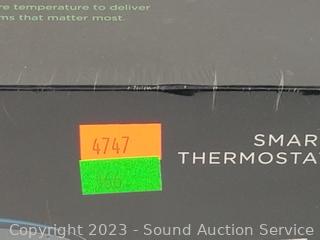 re temperature to deliver
ms that matter most.
4747
SMAR
THERMOSTA
Copyright 2023 - Sound Auction Service